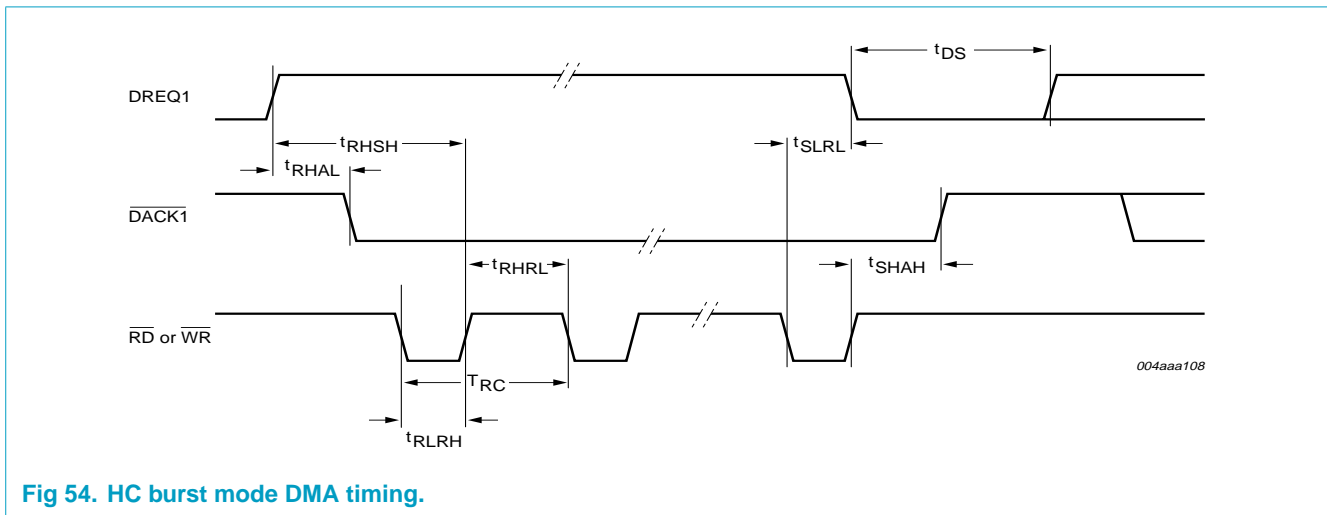 tDS
DREQ1
tRHSH
tSLRL
tRHAL
DACK1
tRHRL
tSHAH
RD or WR
004aaa108
TRC
tRLRH
Fig 54. HC burst mode DMA timing.